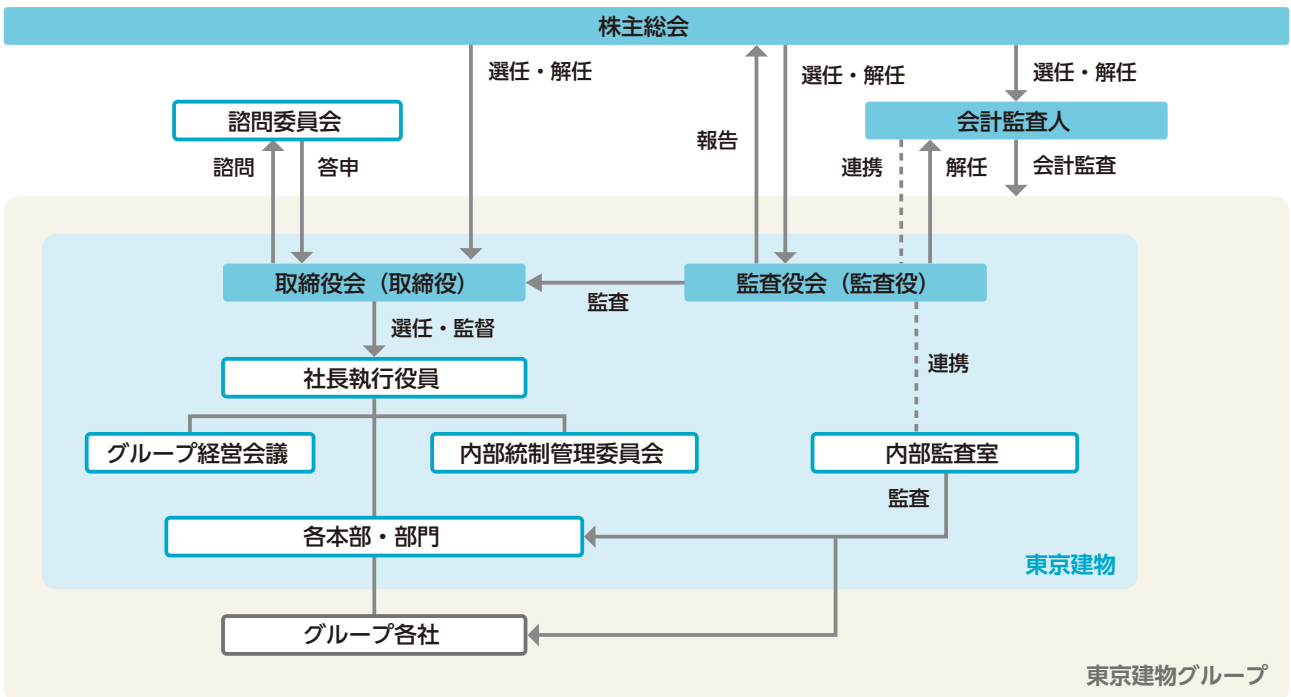 株主総会
選任・解任
選任・解任
選任・解任
諮問委員会
会計監査人
報告
諮問
答申
連携
解任
会計監査
取締役会（取締役）
監査役会（監査役）
監査
選任・監督
社長執行役員
連携
グループ経営会議
内部統制管理委員会
内部監査室
監査
各本部・部門
東京建物
グループ各社
東京建物グループ